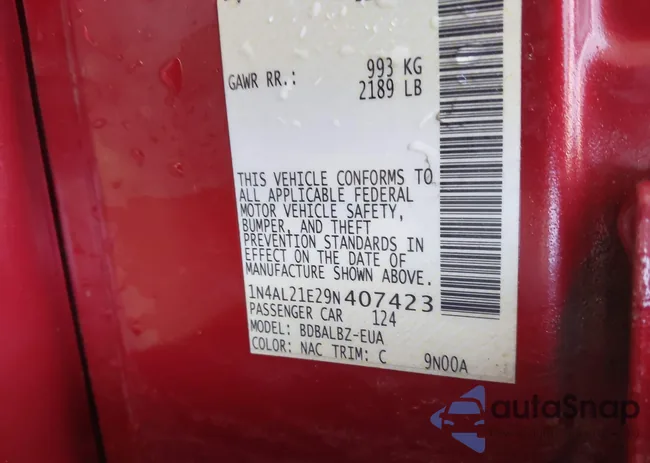 993 KG
GAWR RR.: 2189 LB
THIS VEHICLE CONFORMS TO
ALL APPLICABLE FEDERAL
MOTOR VEHICLE SAFETY,
BUMPER, AND THEFT
PREVENTION STANDARDS IN
EFFECT ON THE DATE OF
MANUFACTURE SHOWN ABOVE.
1N4AL21E29N407423
PASSENGER CAR 124
MODEL: BDBALBZ-EUA
COLOR: NAC TRIM: C 9N00A
autoSnap